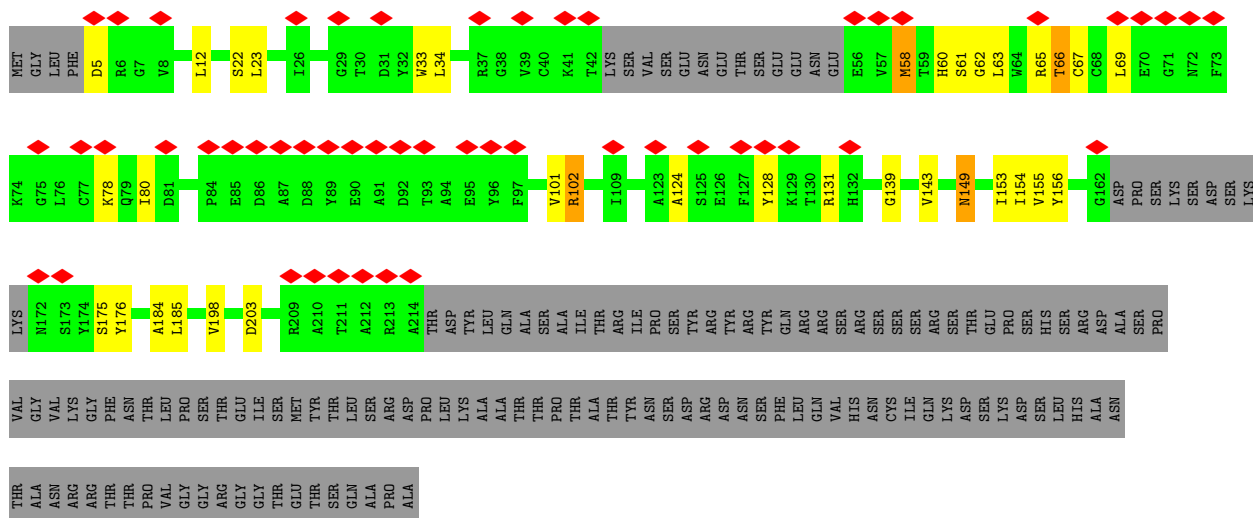 MET GLY LEU PHE D5 R6 G7 V8 L12 S22 L23 I26 G29 T30 D31 Y32 W33 L34 R37 G38 V39 C40 K41 T42 LYS SER VAL SER GLU ASN GLU THR SER GLU GLU ASN GLU E56 V57 M58 T59 H60 S61 G62 L63 W64 R65 T66 C67 C68 L69 E70 G71 N72 F73
K74 G75 L76 C77 K78 Q79 I80 D81 P84 E85 D86 A87 D88 Y89 E90 A91 D92 T93 A94 E95 Y96 F97 V101 R102 I109 A123 A124 S125 E126 F127 Y128 K129 T130 R131 H132 G139 V143 N149 I153 I154 V155 Y156 G162 ASP PRO SER LYS SER ASP SER LYS
LYS N172 S173 Y174 S175 Y176 A184 L185 V198 D203 R209 A210 T211 A212 R213 A214 THR ASP TYR LEU GLN ALA SER ALA ILE THR ARG ILE PRO SER TYR ARG TYR ARG TYR GLN ARG ARG SER ARG SER SER SER ARG SER THR GLU PRO SER HIS SER ARG ASP ALA SER PRO
VAL GLY VAL LYS GLY PHE ASN THR LEU PRO SER THR GLU ILE SER MET TYR THR LEU SER ARG ASP PRO LEU LYS ALA ALA THR THR PRO THR ALA THR TYR ASN SER ASP ARG ASP ASN SER PHE LEU GLN VAL HIS ASN CYS ILE GLN LYS ASP SER LYS ASP SER LEU HIS ALA ASN
THR ALA ASN ARG ARG THR THR PRO VAL GLY GLY ARG GLY GLY THR GLU THR SER GLN ALA PRO ALA